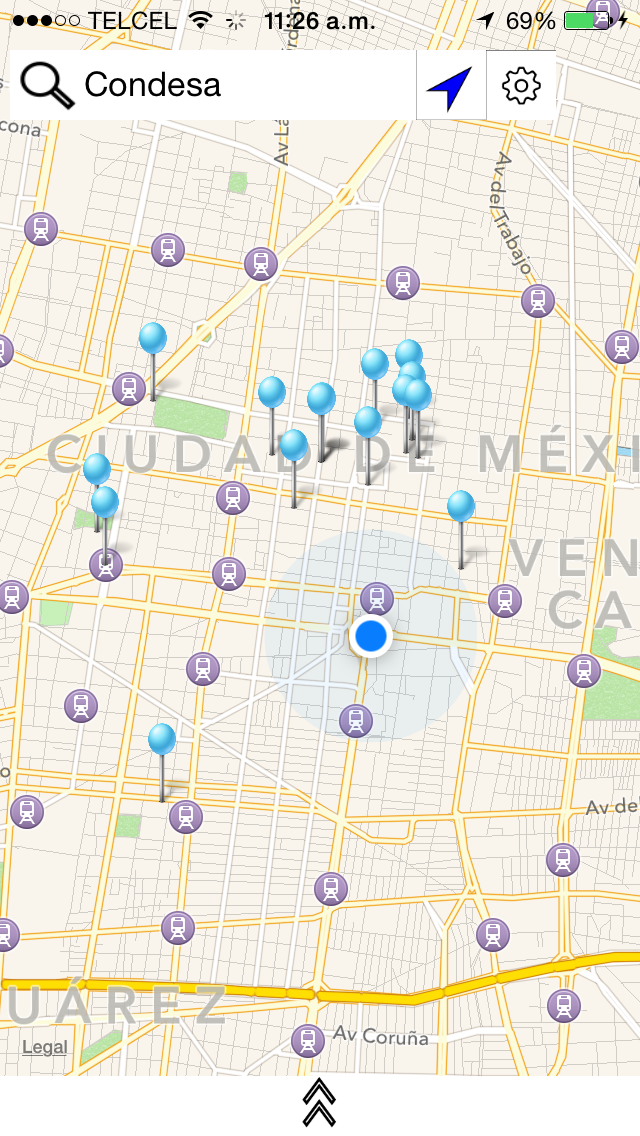 TELCEL 11:26 a.m. 69%
Condesa
cona
Av La
Av del Trabajo
CIUDAD DE MÉXI
VEN
CA
Av de
UÁREZ
Av Coruña
Legal